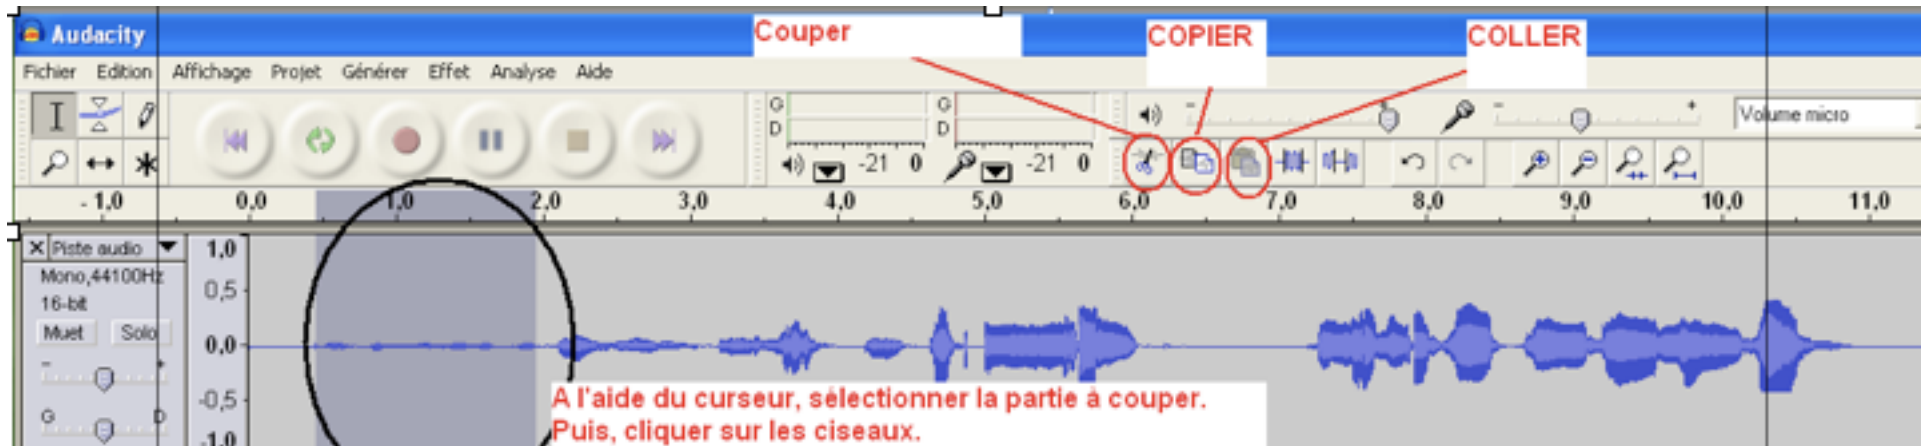 Couper
COPIER
COLLER
Audacity
Fichier Edition Affichage Projet Générer Effet Analyse Aide
G G
D D
- +
- +
Volume micro
-21 0 -21 0
- 1,0 0,0 1,0 2,0 3,0 4,0 5,0 6,0 7,0 8,0 9,0 10,0 11,0
X Piste audio
Mono,44100Hz
16-bit
Muet Solo
- +
G D
1,0
0,5
0,0
-0,5
-1,0
A l'aide du curseur, sélectionner la partie à couper.
Puis, cliquer sur les ciseaux.